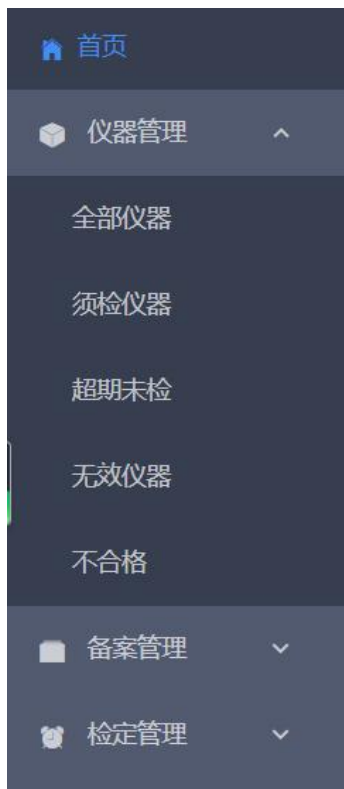 首页
仪器管理
全部仪器
须检仪器
超期未检
无效仪器
不合格
备案管理
检定管理